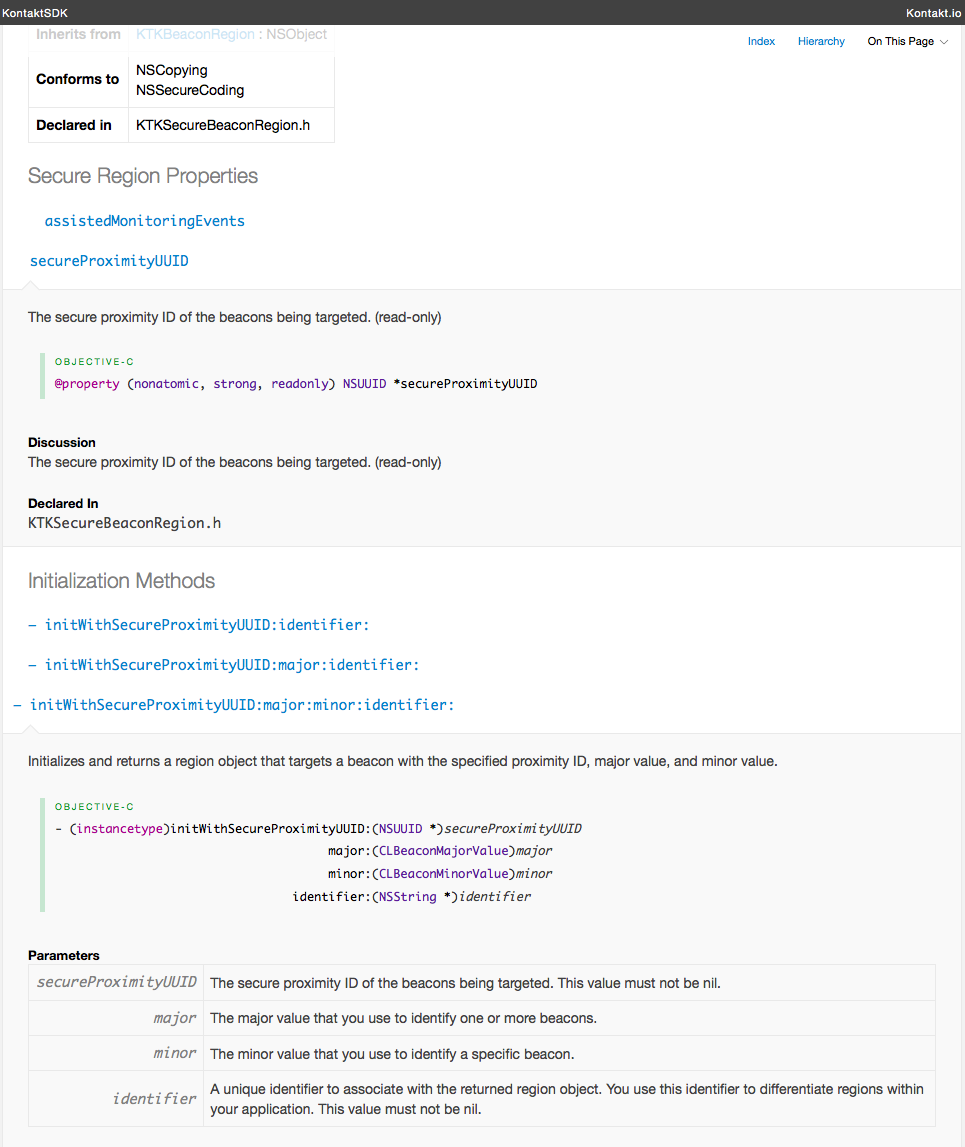 KontaktSDK Kontakt.io
Inherits from KTKBeaconRegion : NSObject
Index Hierarchy On This Page
Conforms to NSCopying
NSSecureCoding
Declared in KTKSecureBeaconRegion.h
Secure Region Properties
assistedMonitoringEvents
secureProximityUUID
The secure proximity ID of the beacons being targeted. (read-only)
OBJECTIVE-C
@property (nonatomic, strong, readonly) NSUUID *secureProximityUUID
Discussion
The secure proximity ID of the beacons being targeted. (read-only)
Declared In
KTKSecureBeaconRegion.h
Initialization Methods
– initWithSecureProximityUUID:identifier:
– initWithSecureProximityUUID:major:identifier:
– initWithSecureProximityUUID:major:minor:identifier:
Initializes and returns a region object that targets a beacon with the specified proximity ID, major value, and minor value.
OBJECTIVE-C
- (instancetype)initWithSecureProximityUUID:(NSUUID *)secureProximityUUID
major:(CLBeaconMajorValue)major
minor:(CLBeaconMinorValue)minor
identifier:(NSString *)identifier
Parameters
secureProximityUUID The secure proximity ID of the beacons being targeted. This value must not be nil.
major The major value that you use to identify one or more beacons.
minor The minor value that you use to identify a specific beacon.
identifier A unique identifier to associate with the returned region object. You use this identifier to differentiate regions within
your application. This value must not be nil.